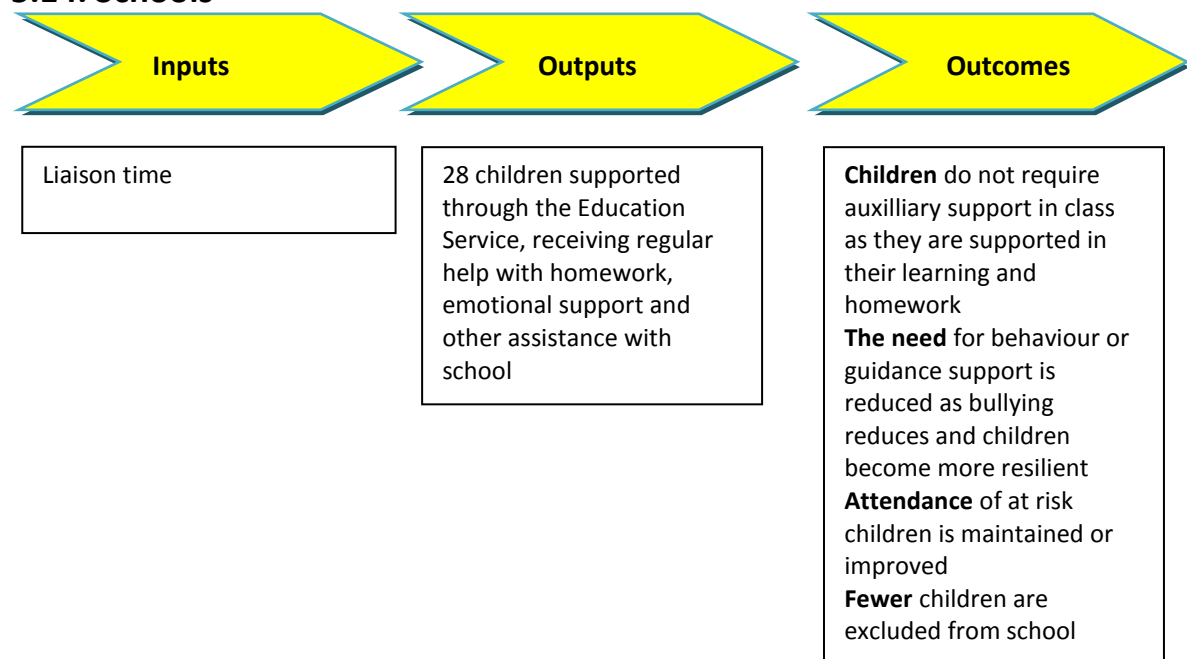 Inputs
Outputs
Outcomes
Liaison time
28 children supported
through the Education
Service, receiving regular
help with homework,
emotional support and
other assistance with
school
Children do not require
auxilliary support in class
as they are supported in
their learning and
homework
The need for behaviour or
guidance support is
reduced as bullying
reduces and children
become more resilient
Attendance of at risk
children is maintained or
improved
Fewer children are
excluded from school